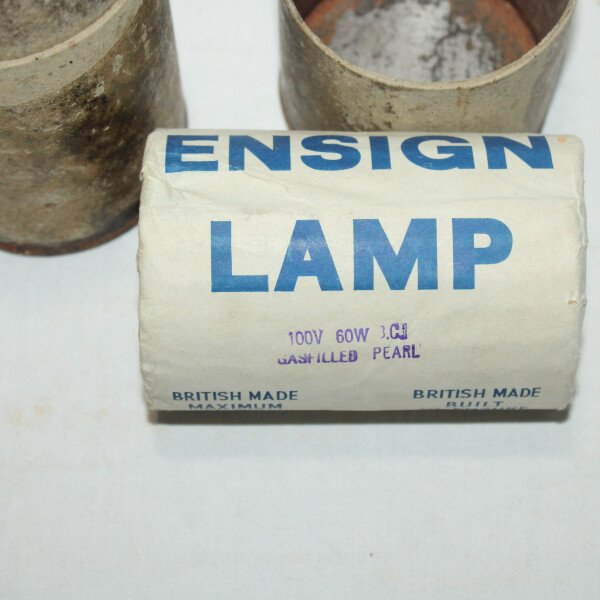 ENSIGN
LAMP
100V 60W
GASFILLED PEARL
BRITISH MADE
MAXIMUM
BRITISH MADE
BUILT